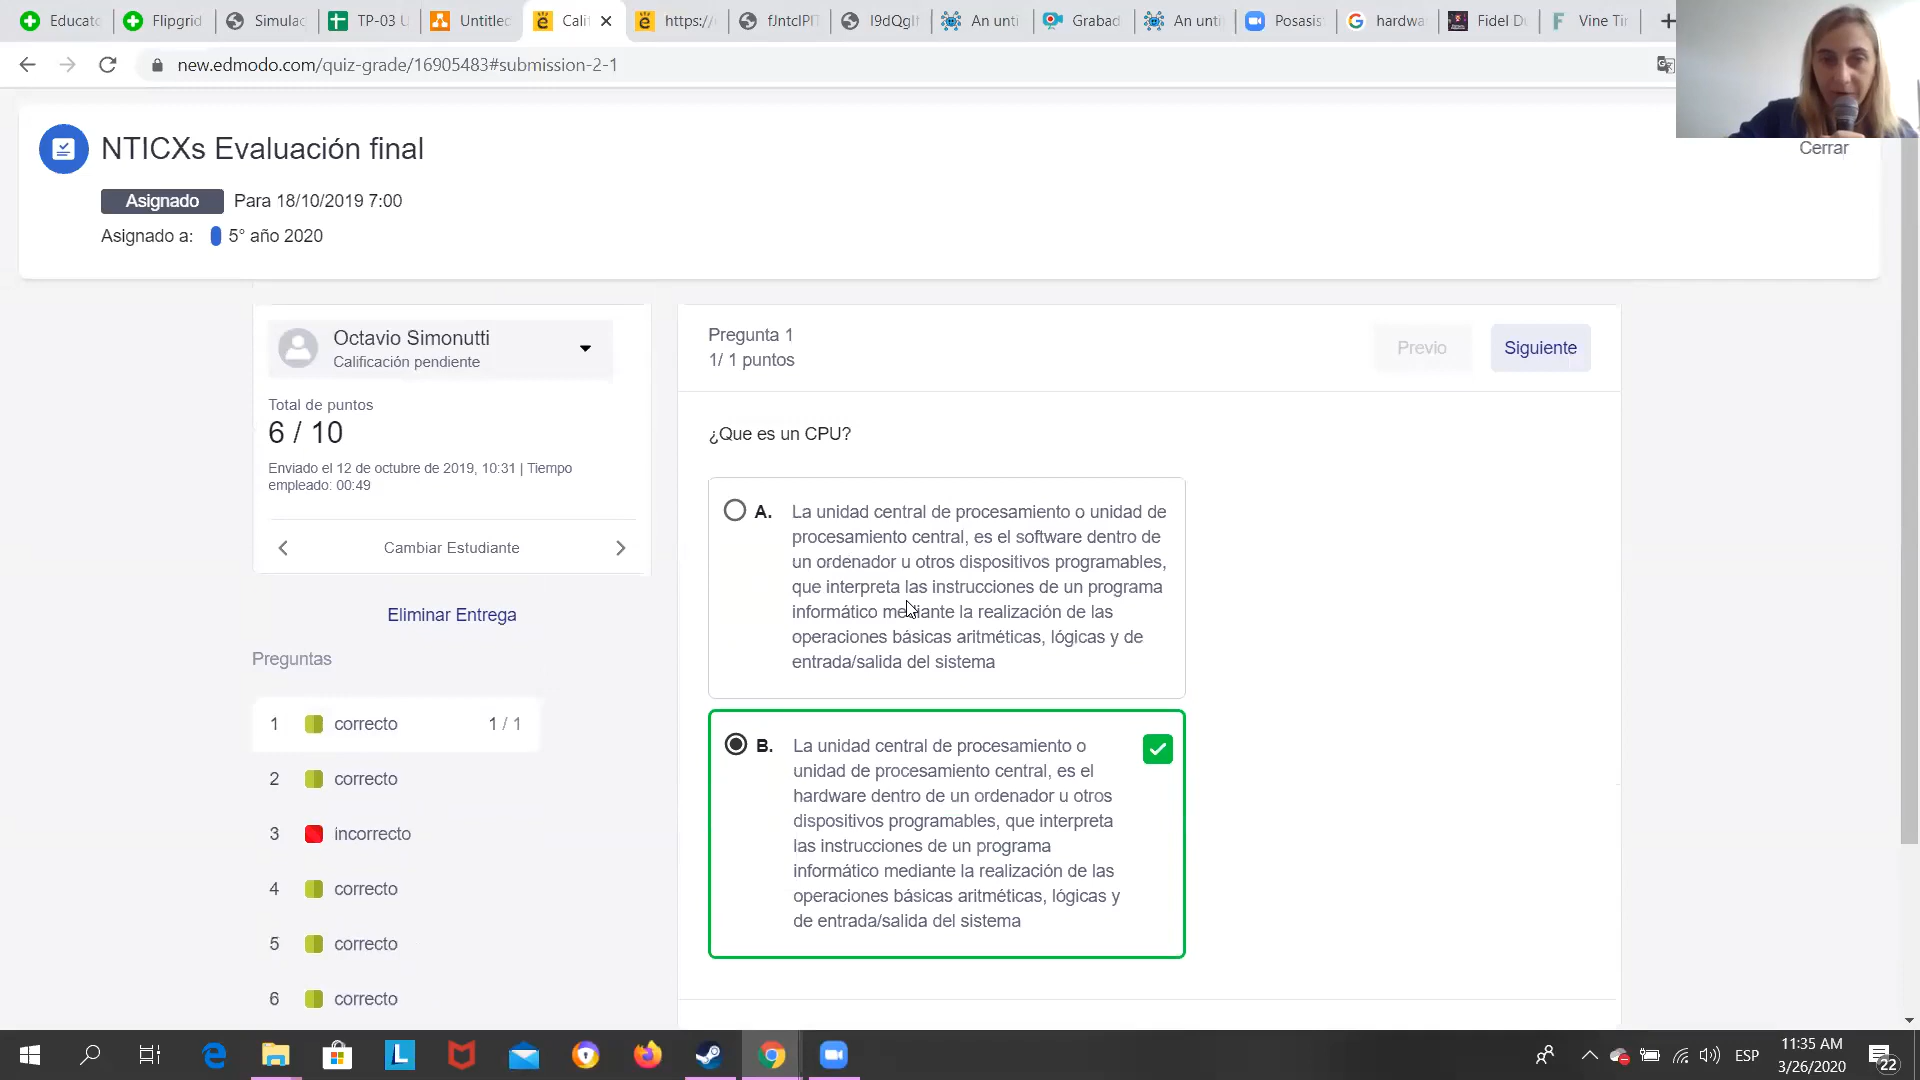 Educato
Flipgrid
Simulac
TP-03 U
Untitled
Calif
https://
fJntclPl
I9dQgIf
An unti
Grabad
An unti
Posasis
hardwa
Fidel Du
Vine Tir
new.edmodo.com/quiz-grade/16905483#submission-2-1
NTICXs Evaluación final
Cerrar
Asignado Para 18/10/2019 7:00
Asignado a: 5° año 2020
Octavio Simonutti
Calificación pendiente
Total de puntos
6 / 10
Enviado el 12 de octubre de 2019, 10:31 | Tiempo
empleado: 00:49
Cambiar Estudiante
Eliminar Entrega
Preguntas
1 correcto 1 / 1
2 correcto
3 incorrecto
4 correcto
5 correcto
6 correcto
Pregunta 1
1/ 1 puntos
Previo
Siguiente
¿Que es un CPU?
A. La unidad central de procesamiento o unidad de
procesamiento central, es el software dentro de
un ordenador u otros dispositivos programables,
que interpreta las instrucciones de un programa
informático mediante la realización de las
operaciones básicas aritméticas, lógicas y de
entrada/salida del sistema
B. La unidad central de procesamiento o
unidad de procesamiento central, es el
hardware dentro de un ordenador u otros
dispositivos programables, que interpreta
las instrucciones de un programa
informático mediante la realización de las
operaciones básicas aritméticas, lógicas y
de entrada/salida del sistema
ESP
11:35 AM
3/26/2020
22